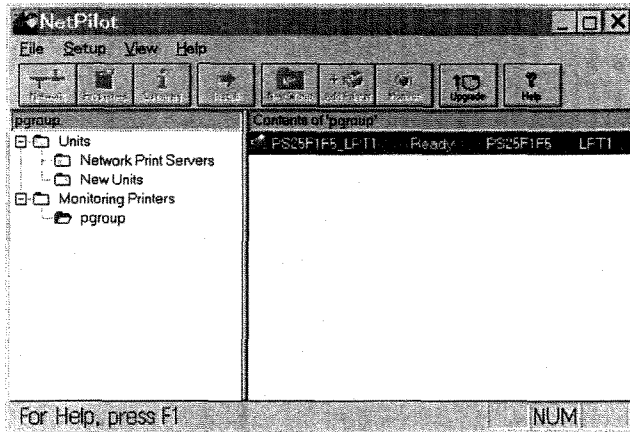 NetPilot
File Setup View Help
Upgrade Help
pgroup
Contents of 'pgroup'
Units
Network Print Servers
New Units
Monitoring Printers
pgroup
PS25F1F5_LPT1 Ready PS25F1F5 LPT1
For Help, press F1
NUM